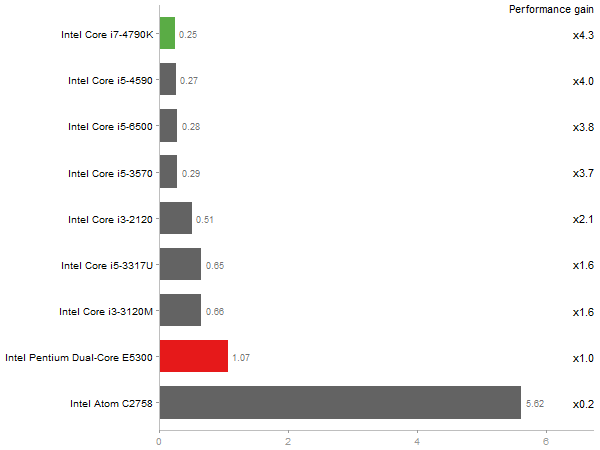 Performance gain
Intel Core i7-4790K 0.25 x4.3
Intel Core i5-4590 0.27 x4.0
Intel Core i5-6500 0.28 x3.8
Intel Core i5-3570 0.29 x3.7
Intel Core i3-2120 0.51 x2.1
Intel Core i5-3317U 0.65 x1.6
Intel Core i3-3120M 0.66 x1.6
Intel Pentium Dual-Core E5300 1.07 x1.0
Intel Atom C2758 5.62 x0.2
0 2 4 6